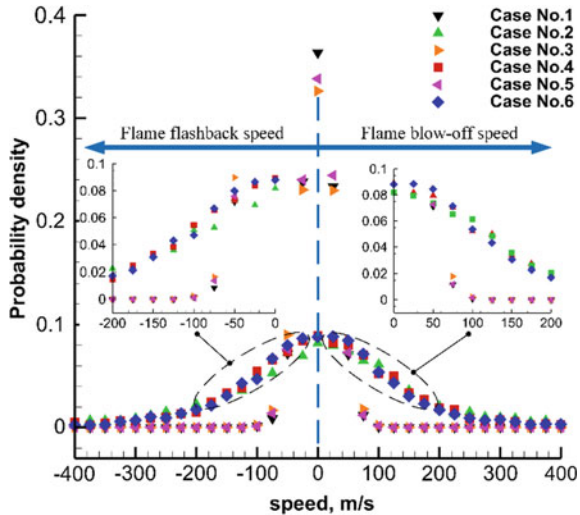 Case No.1
Case No.2
Case No.3
Case No.4
Case No.5
Case No.6
0.4
0.3
0.2
0.1
0
Probability density
Flame flashback speed
Flame blow-off speed
0.1
0.08
0.06
0.04
0.02
0
-200 -150 -100 -50 0
0.1
0.08
0.06
0.04
0.02
0
0 50 100 150 200
-400 -300 -200 -100 0 100 200 300 400
speed, m/s